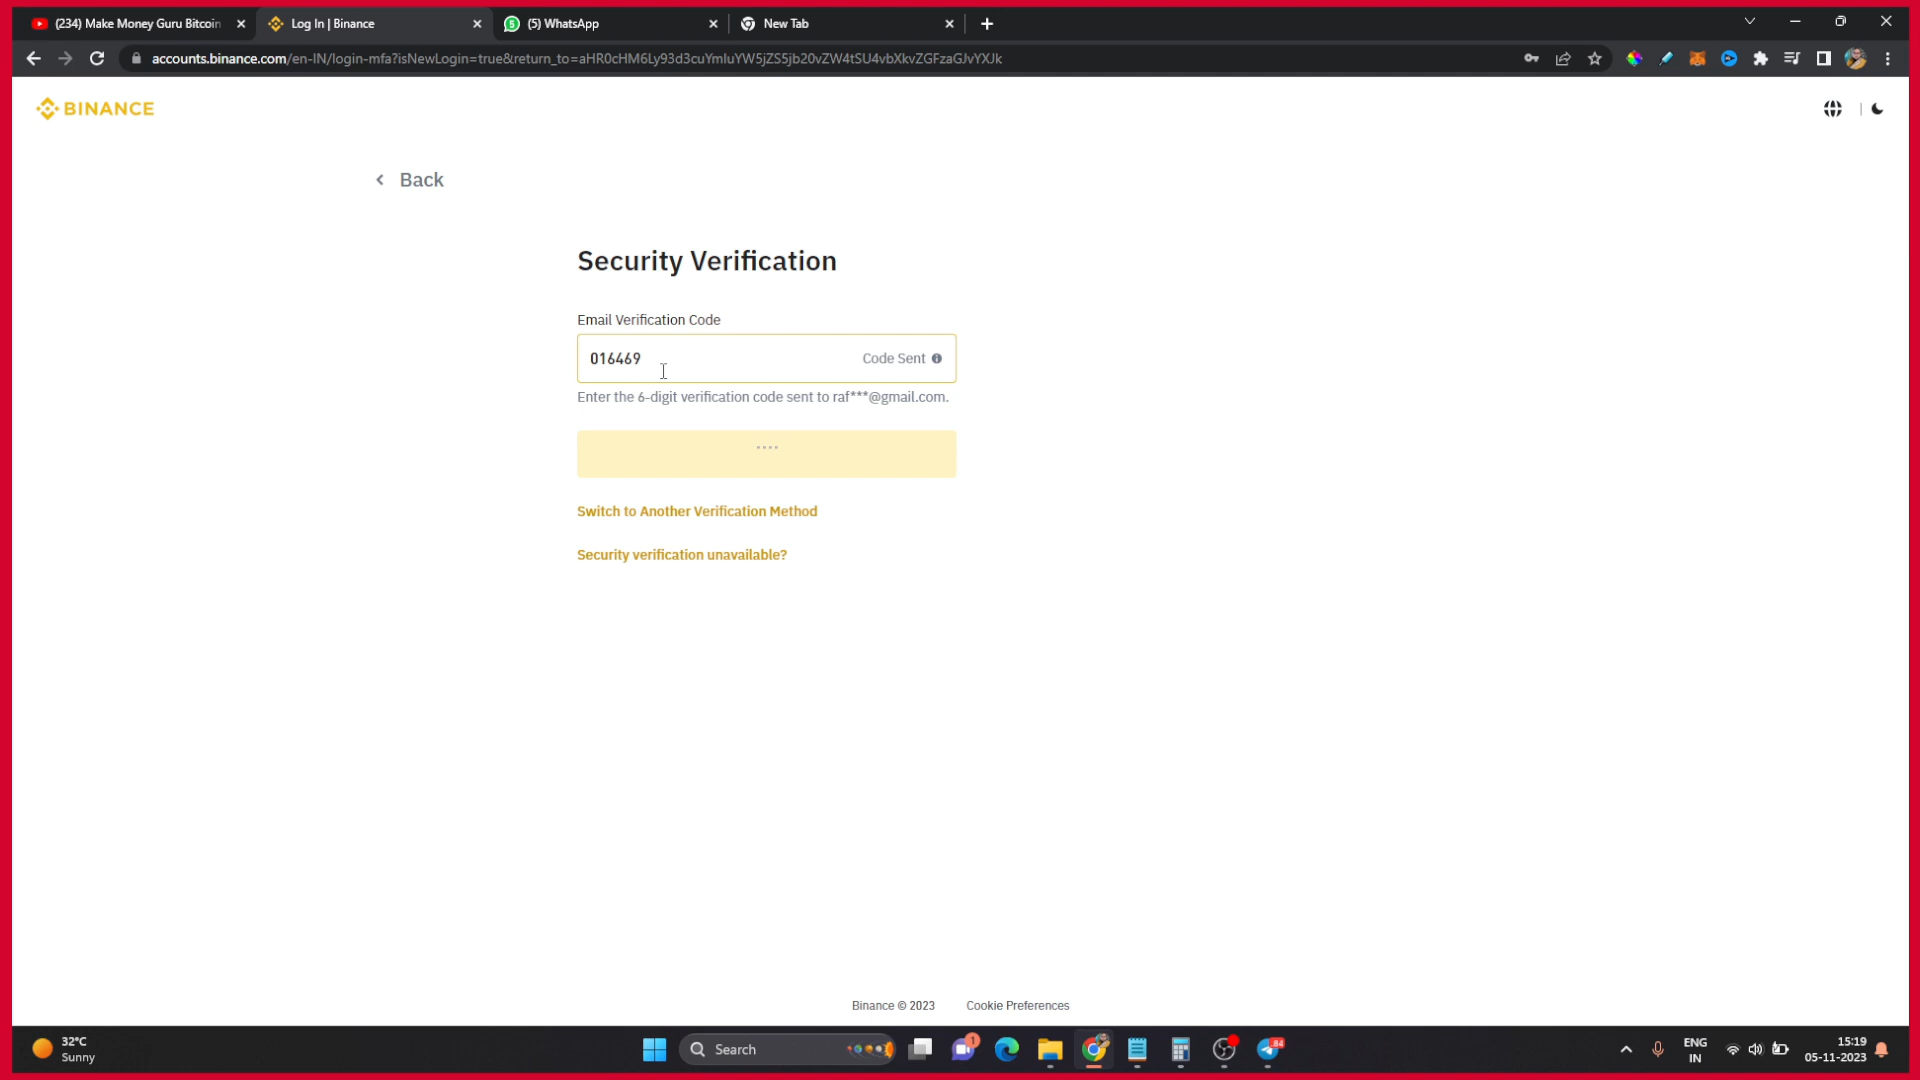 (234) Make Money Guru Bitcoin
Log In | Binance
(5) WhatsApp
New Tab
accounts.binance.com/en-IN/login-mfa?isNewLogin=true&return_to=aHR0cHM6Ly93d3cuYmluYW5jZS5jb20vZW4tSU4vbXkvZGFzaGJvYXJk
BINANCE
Back
Security Verification
Email Verification Code
016469
Code Sent
Enter the 6-digit verification code sent to raf***@gmail.com.
Switch to Another Verification Method
Security verification unavailable?
Binance © 2023
Cookie Preferences
32°C
Sunny
Search
1
84
ENG
IN
15:19
05-11-2023